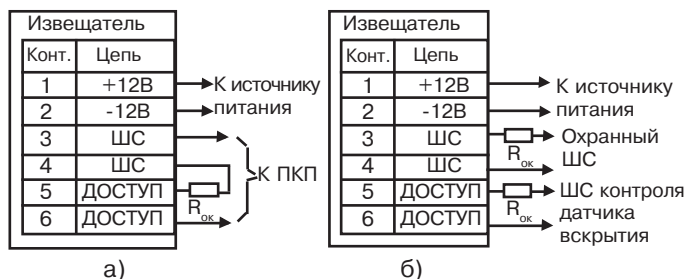 Извещатель
Конт. Цепь
1 +12В
2 -12В
3 ШС
4 ШС
5 ДОСТУП
6 ДОСТУП
К источнику
питания
К ПКП
Rок
а)
Извещатель
Конт. Цепь
1 +12В
2 -12В
3 ШС
4 ШС
5 ДОСТУП
6 ДОСТУП
К источнику
питания
Охранный
ШС
Rок
ШС контроля
датчика
вскрытия
Rок
б)